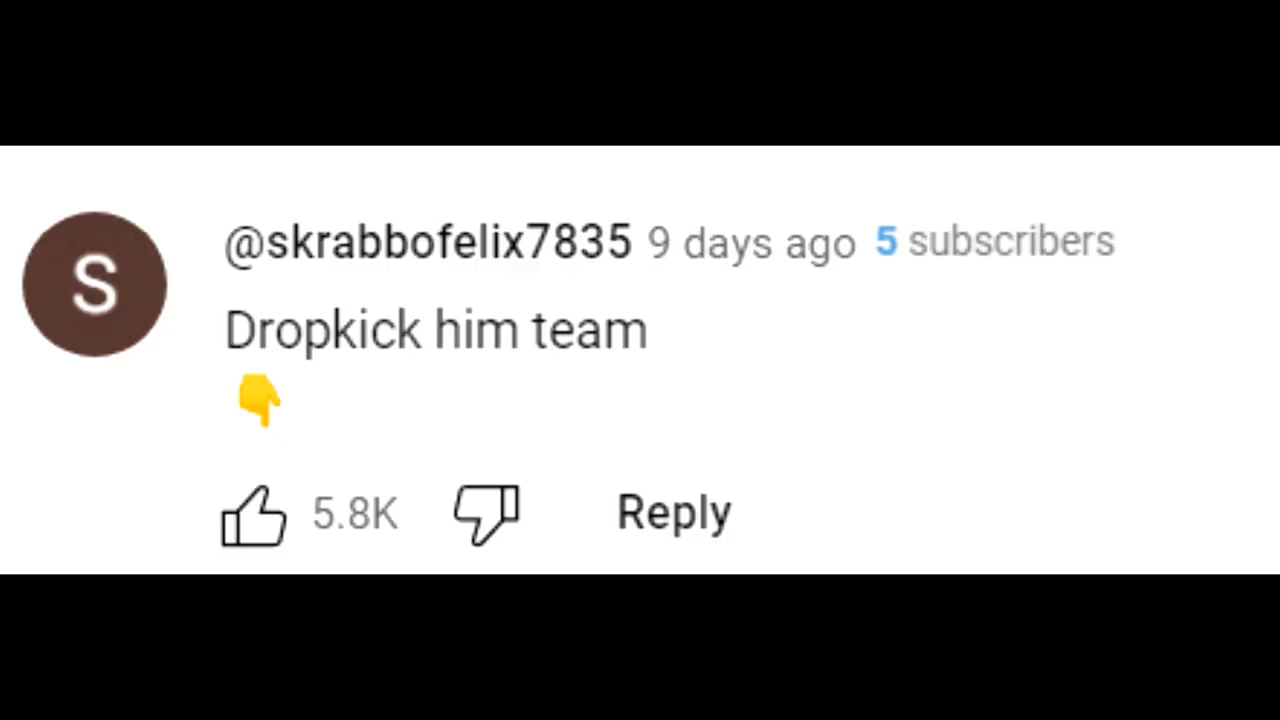 S
@skrabbofelix7835 9 days ago 5 subscribers
Dropkick him team
👇
5.8K Reply